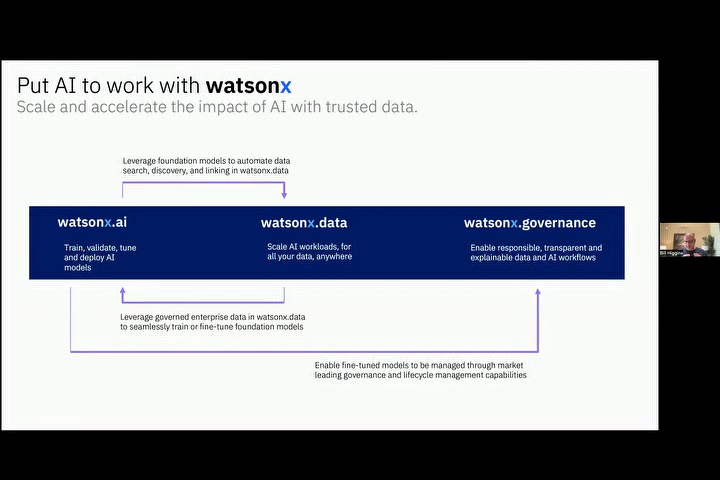 Put AI to work with watsonx
Scale and accelerate the impact of AI with trusted data.
Leverage foundation models to automate data
search, discovery, and linking in watsonx.data
watsonx.ai
Train, validate, tune
and deploy AI
models
watsonx.data
Scale AI workloads, for
all your data, anywhere
watsonx.governance
Enable responsible, transparent and
explainable data and AI workflows
Leverage governed enterprise data in watsonx.data
to seamlessly train or fine-tune foundation models
Enable fine-tuned models to be managed through market
leading governance and lifecycle management capabilities
Bill Higgins